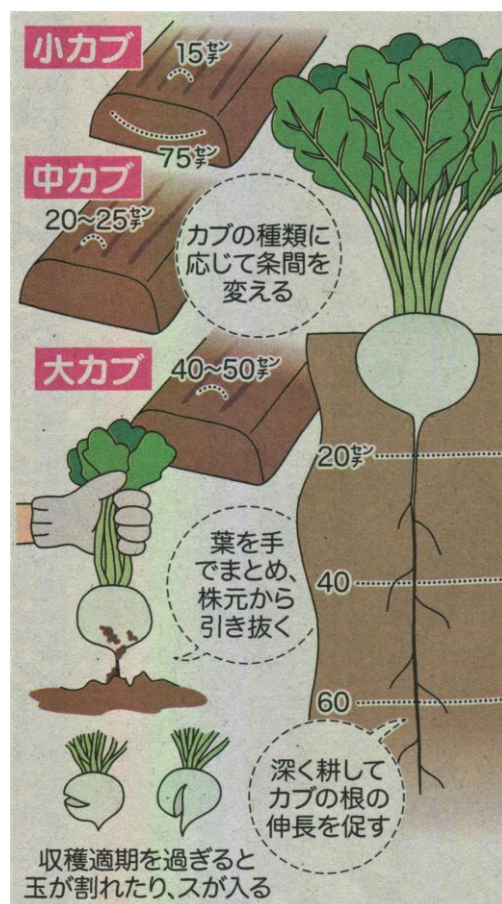 小カブ
15㌢
75㌢
中カブ
20〜25㌢
カブの種類に
応じて条間を
変える
大カブ
40〜50㌢
20㌢
40
60
葉を手
でまとめ、
株元から
引き抜く
深く耕して
カブの根の
伸長を促す
収穫適期を過ぎると
玉が割れたり、スが入る